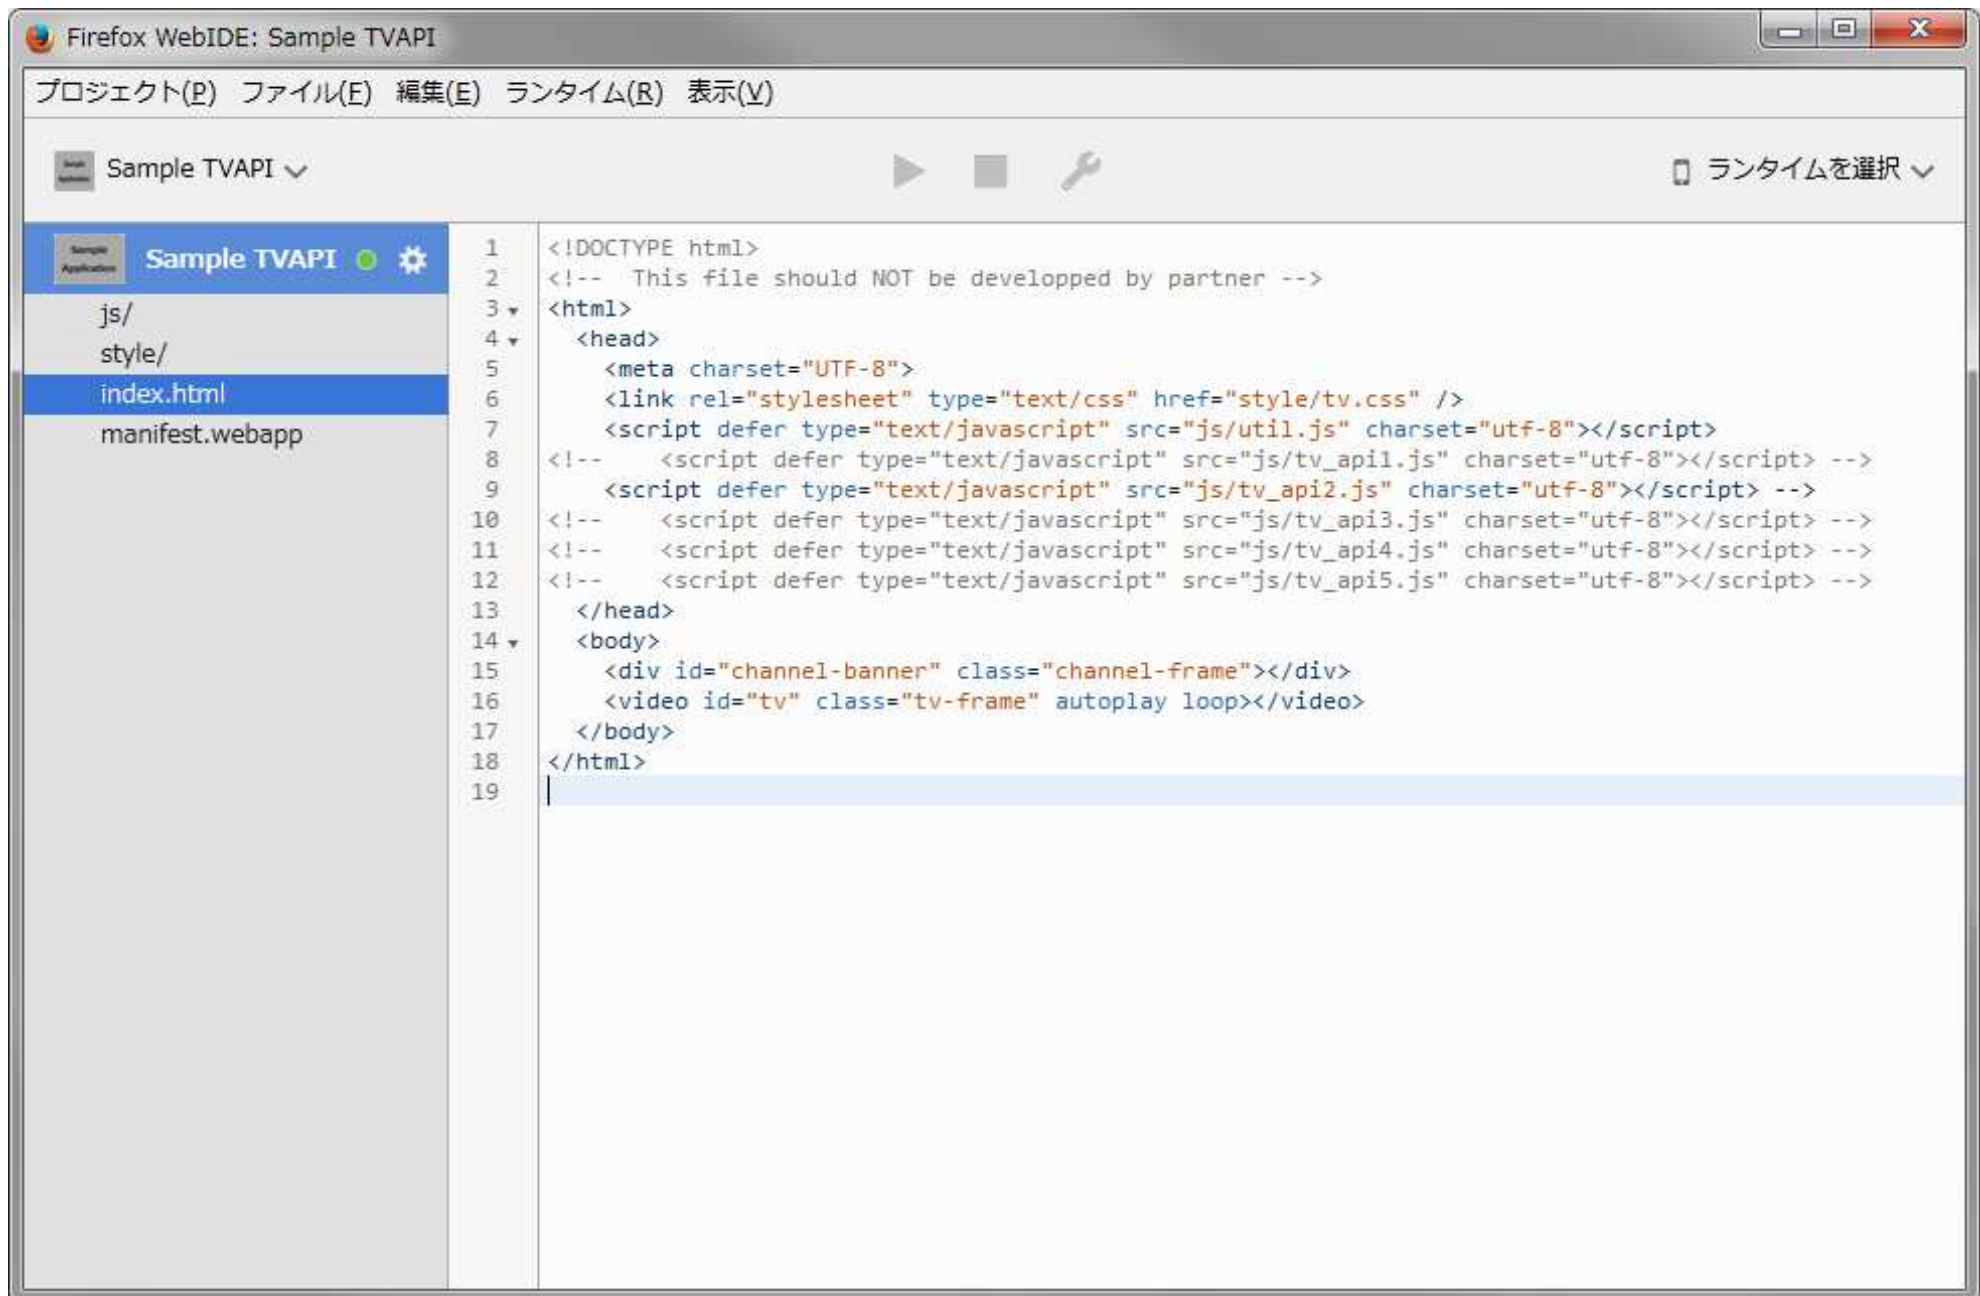 Firefox WebIDE: Sample TVAPI
プロジェクト(P) ファイル(F) 編集(E) ランタイム(R) 表示(V)
Sample TVAPI
ランタイムを選択
Sample Application
Sample TVAPI
js/
style/
index.html
manifest.webapp
1 <!DOCTYPE html>
2 <!--  This file should NOT be developped by partner -->
3 <html>
4   <head>
5     <meta charset="UTF-8">
6     <link rel="stylesheet" type="text/css" href="style/tv.css" />
7     <script defer type="text/javascript" src="js/util.js" charset="utf-8"></script>
8 <!--    <script defer type="text/javascript" src="js/tv_api1.js" charset="utf-8"></script> -->
9     <script defer type="text/javascript" src="js/tv_api2.js" charset="utf-8"></script> -->
10 <!--    <script defer type="text/javascript" src="js/tv_api3.js" charset="utf-8"></script> -->
11 <!--    <script defer type="text/javascript" src="js/tv_api4.js" charset="utf-8"></script> -->
12 <!--    <script defer type="text/javascript" src="js/tv_api5.js" charset="utf-8"></script> -->
13   </head>
14   <body>
15     <div id="channel-banner" class="channel-frame"></div>
16     <video id="tv" class="tv-frame" autoplay loop></video>
17   </body>
18 </html>
19